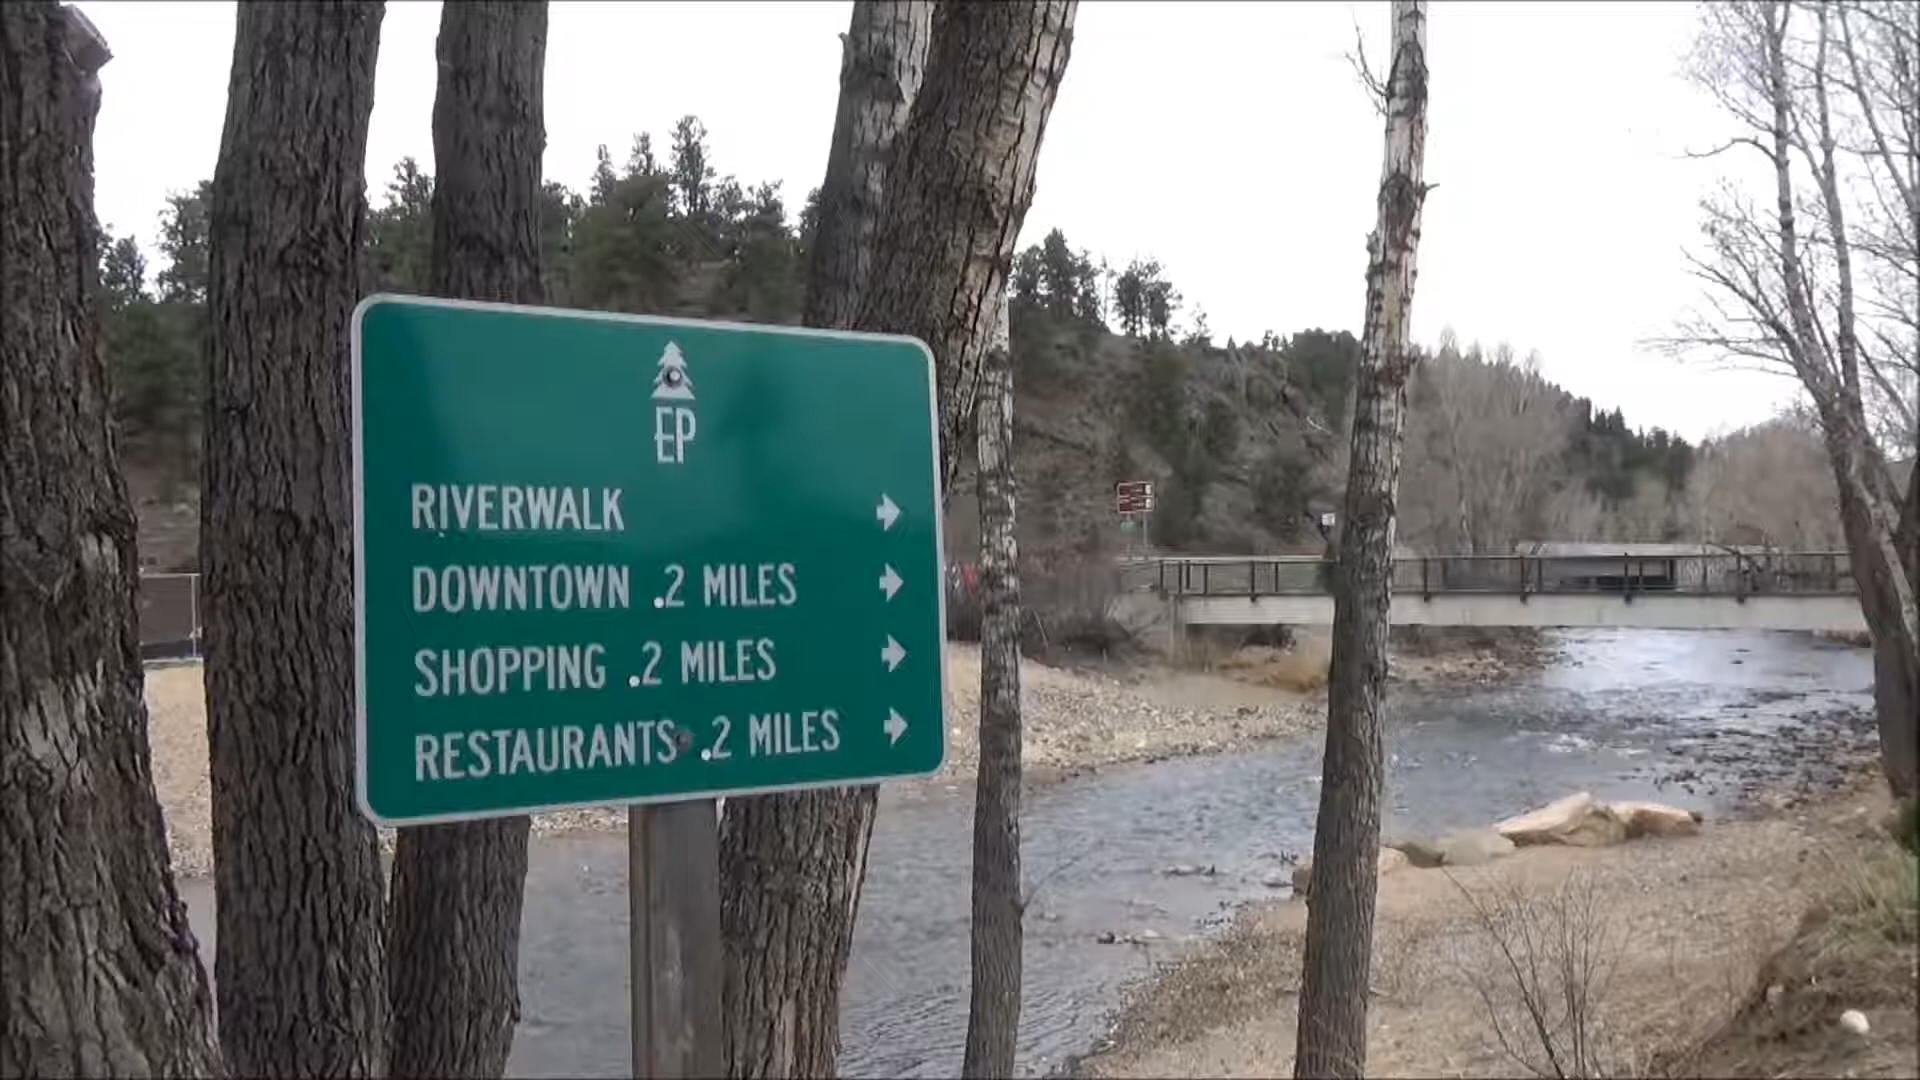 EP
RIVERWALK
DOWNTOWN .2 MILES
SHOPPING .2 MILES
RESTAURANTS .2 MILES